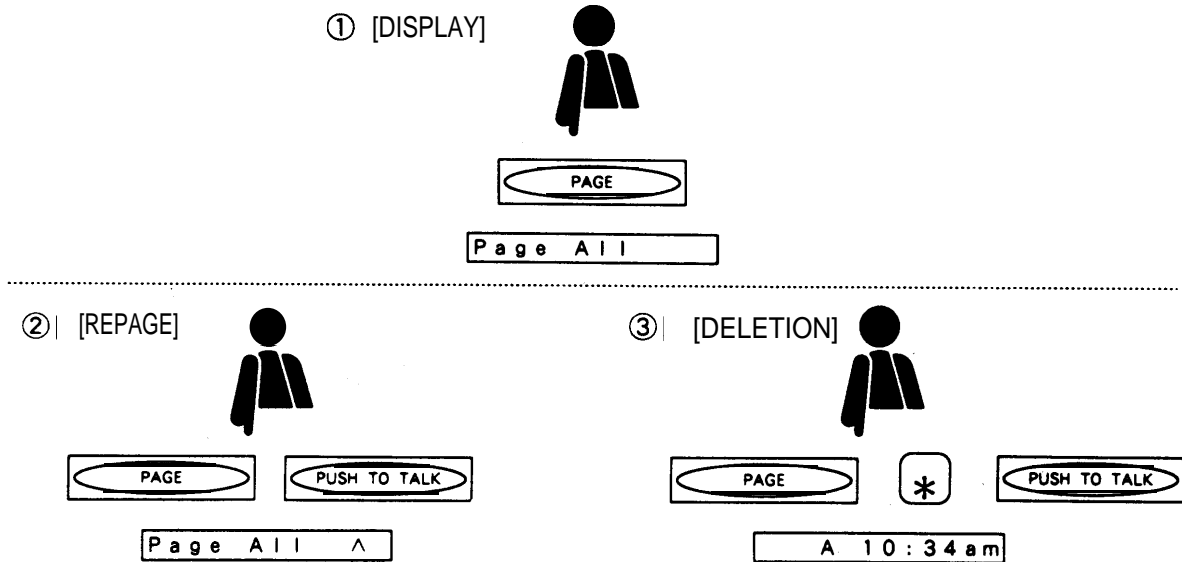 ① [DISPLAY]
PAGE
Page All
② [REPAGE]
PAGE PUSH TO TALK
Page All ^
③ [DELETION]
PAGE * PUSH TO TALK
A 10:34am